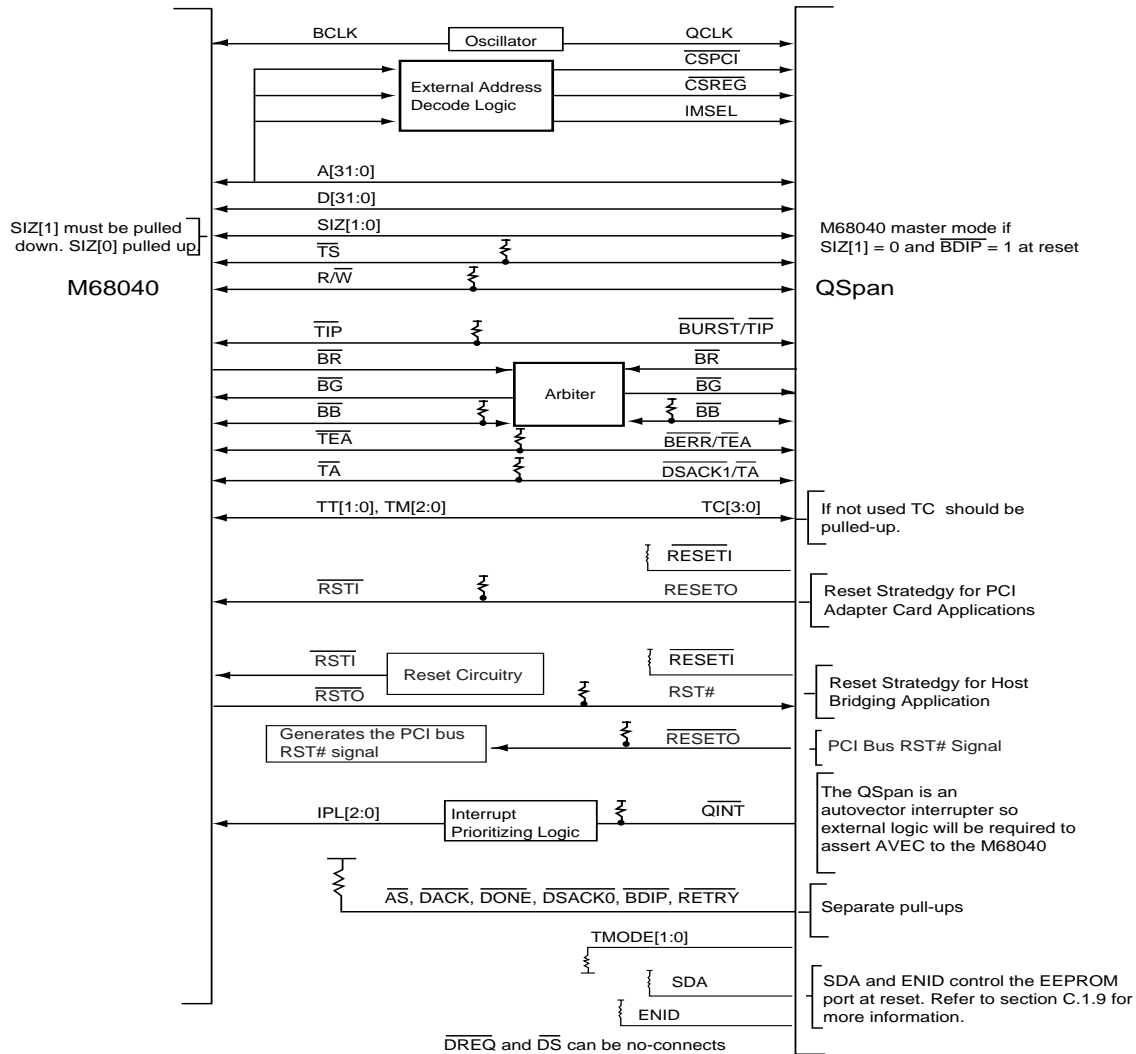 BCLK Oscillator QCLK
CSPCI
External Address
Decode Logic
CSREG
IMSEL
A[31:0]
D[31:0]
SIZ[1] must be pulled
down. SIZ[0] pulled up.
SIZ[1:0]
M68040 master mode if
SIZ[1] = 0 and BDIP = 1 at reset
TS
R/W
M68040
QSpan
TIP BURST/TIP
BR BR
BG Arbiter BG
BB BB
TEA BERR/TEA
TA DSACK1/TA
TT[1:0], TM[2:0] TC[3:0]
If not used TC should be
pulled-up.
RESETI
RSTI RESETO
Reset Stratedgy for PCI
Adapter Card Applications
RSTI Reset Circuitry RESETI
RSTO RST#
Reset Stratedgy for Host
Bridging Application
Generates the PCI bus
RST# signal
RESETO
PCI Bus RST# Signal
IPL[2:0]
Interrupt
Prioritizing Logic
QINT
The QSpan is an
autovector interrupter so
external logic will be required to
assert AVEC to the M68040
AS, DACK, DONE, DSACK0, BDIP, RETRY
Separate pull-ups
TMODE[1:0]
SDA
ENID
SDA and ENID control the EEPROM
port at reset. Refer to section C.1.9 for
more information.
DREQ and DS can be no-connects